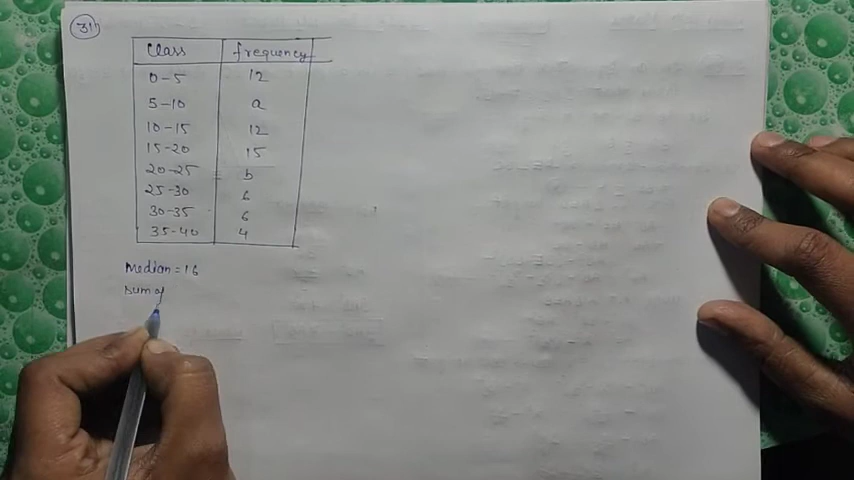 31
Class frequency
0-5 12
5-10 a
10-15 12
15-20 15
20-25 b
25-30 6
30-35 6
35-40 4
Median = 16
Sum of